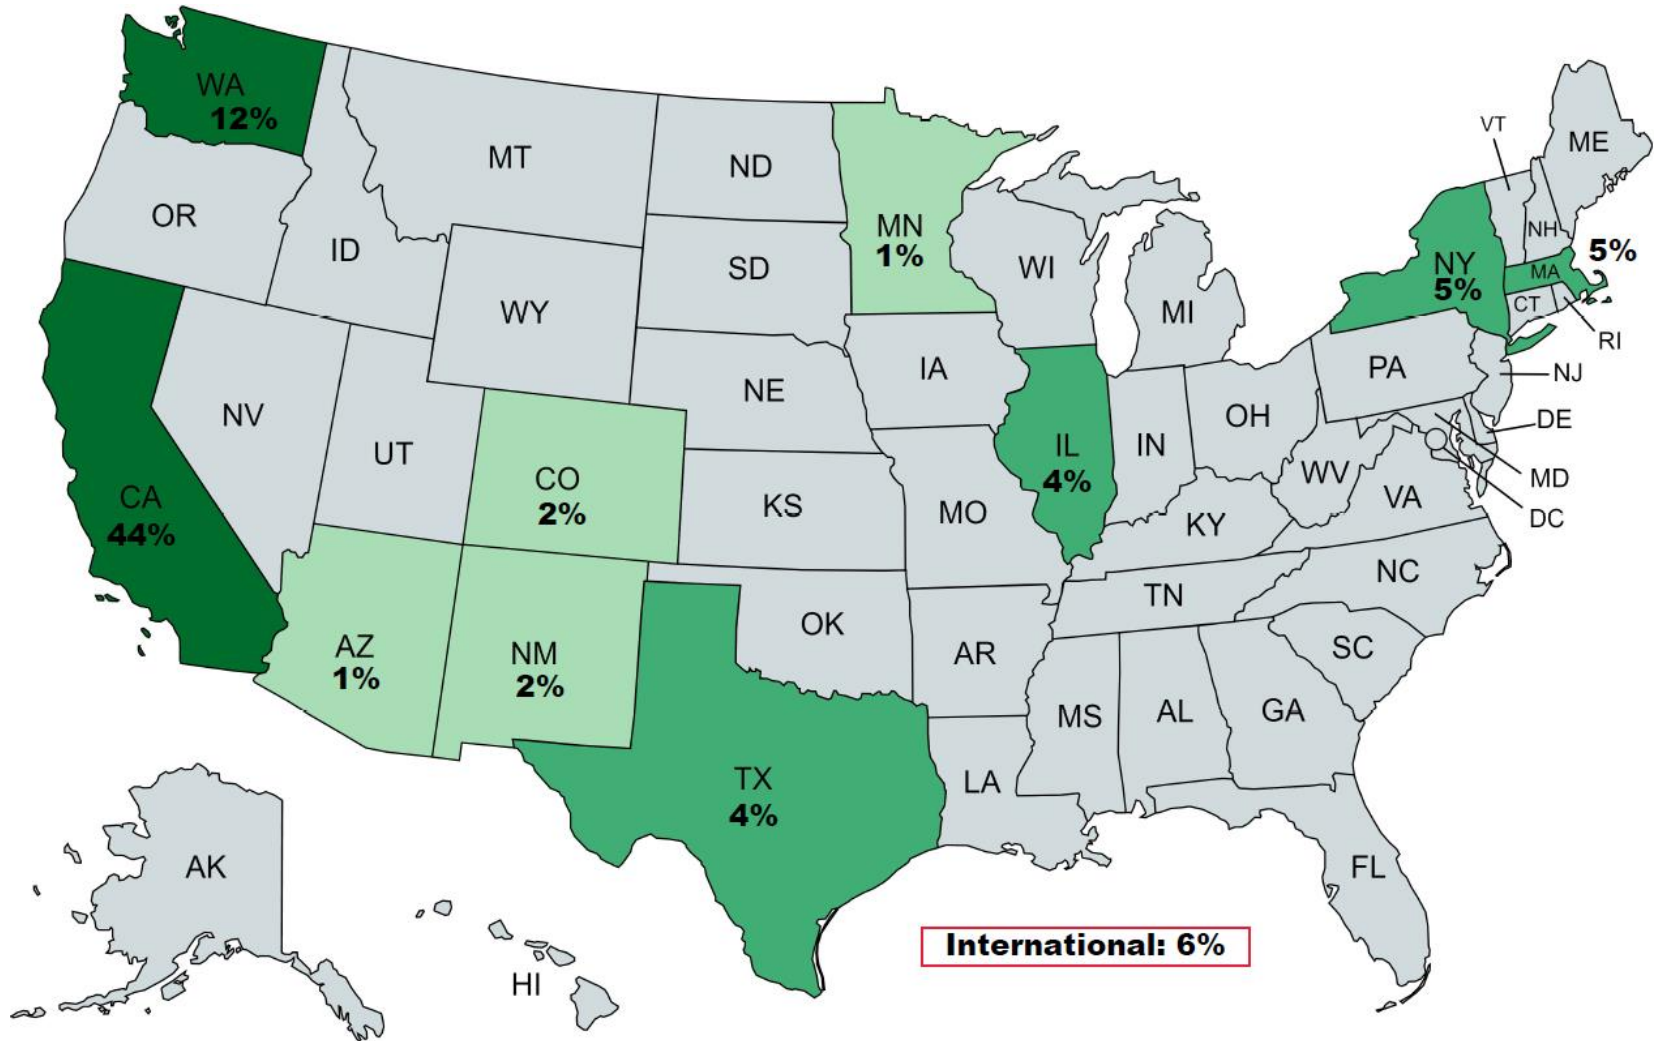 WA
12%
MT
ND
VT
ME
OR
ID
MN
1%
NH
5%
WY
SD
WI
MI
NY
5%
MA
CT
RI
NV
UT
NE
IA
PA
NJ
DE
MD
DC
CA
44%
CO
2%
KS
MO
IL
4%
IN
OH
WV
VA
KY
NC
AZ
1%
NM
2%
OK
AR
TN
SC
TX
4%
LA
MS
AL
GA
FL
AK
HI
International: 6%